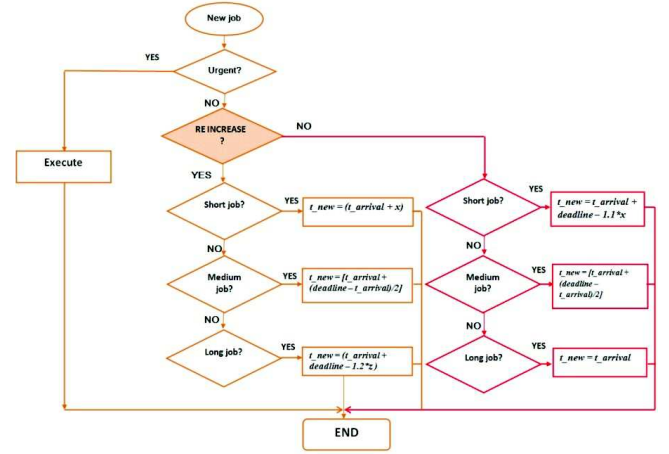 New job
YES
Urgent?
NO
RE INCREASE
?
NO
Execute
YES
YES
Short job?
t_new = (t_arrival + x)
YES
Short job?
t_new = t_arrival +
deadline – 1.1*x
NO
NO
YES
Medium
job?
t_new = [t_arrival +
(deadline – t_arrival)/2]
YES
Medium
job?
t_new = [t_arrival +
(deadline –
t_arrival)/2]
NO
NO
YES
Long job?
t_new = (t_arrival +
deadline – 1.2*z)
YES
Long job?
t_new = t_arrival
END